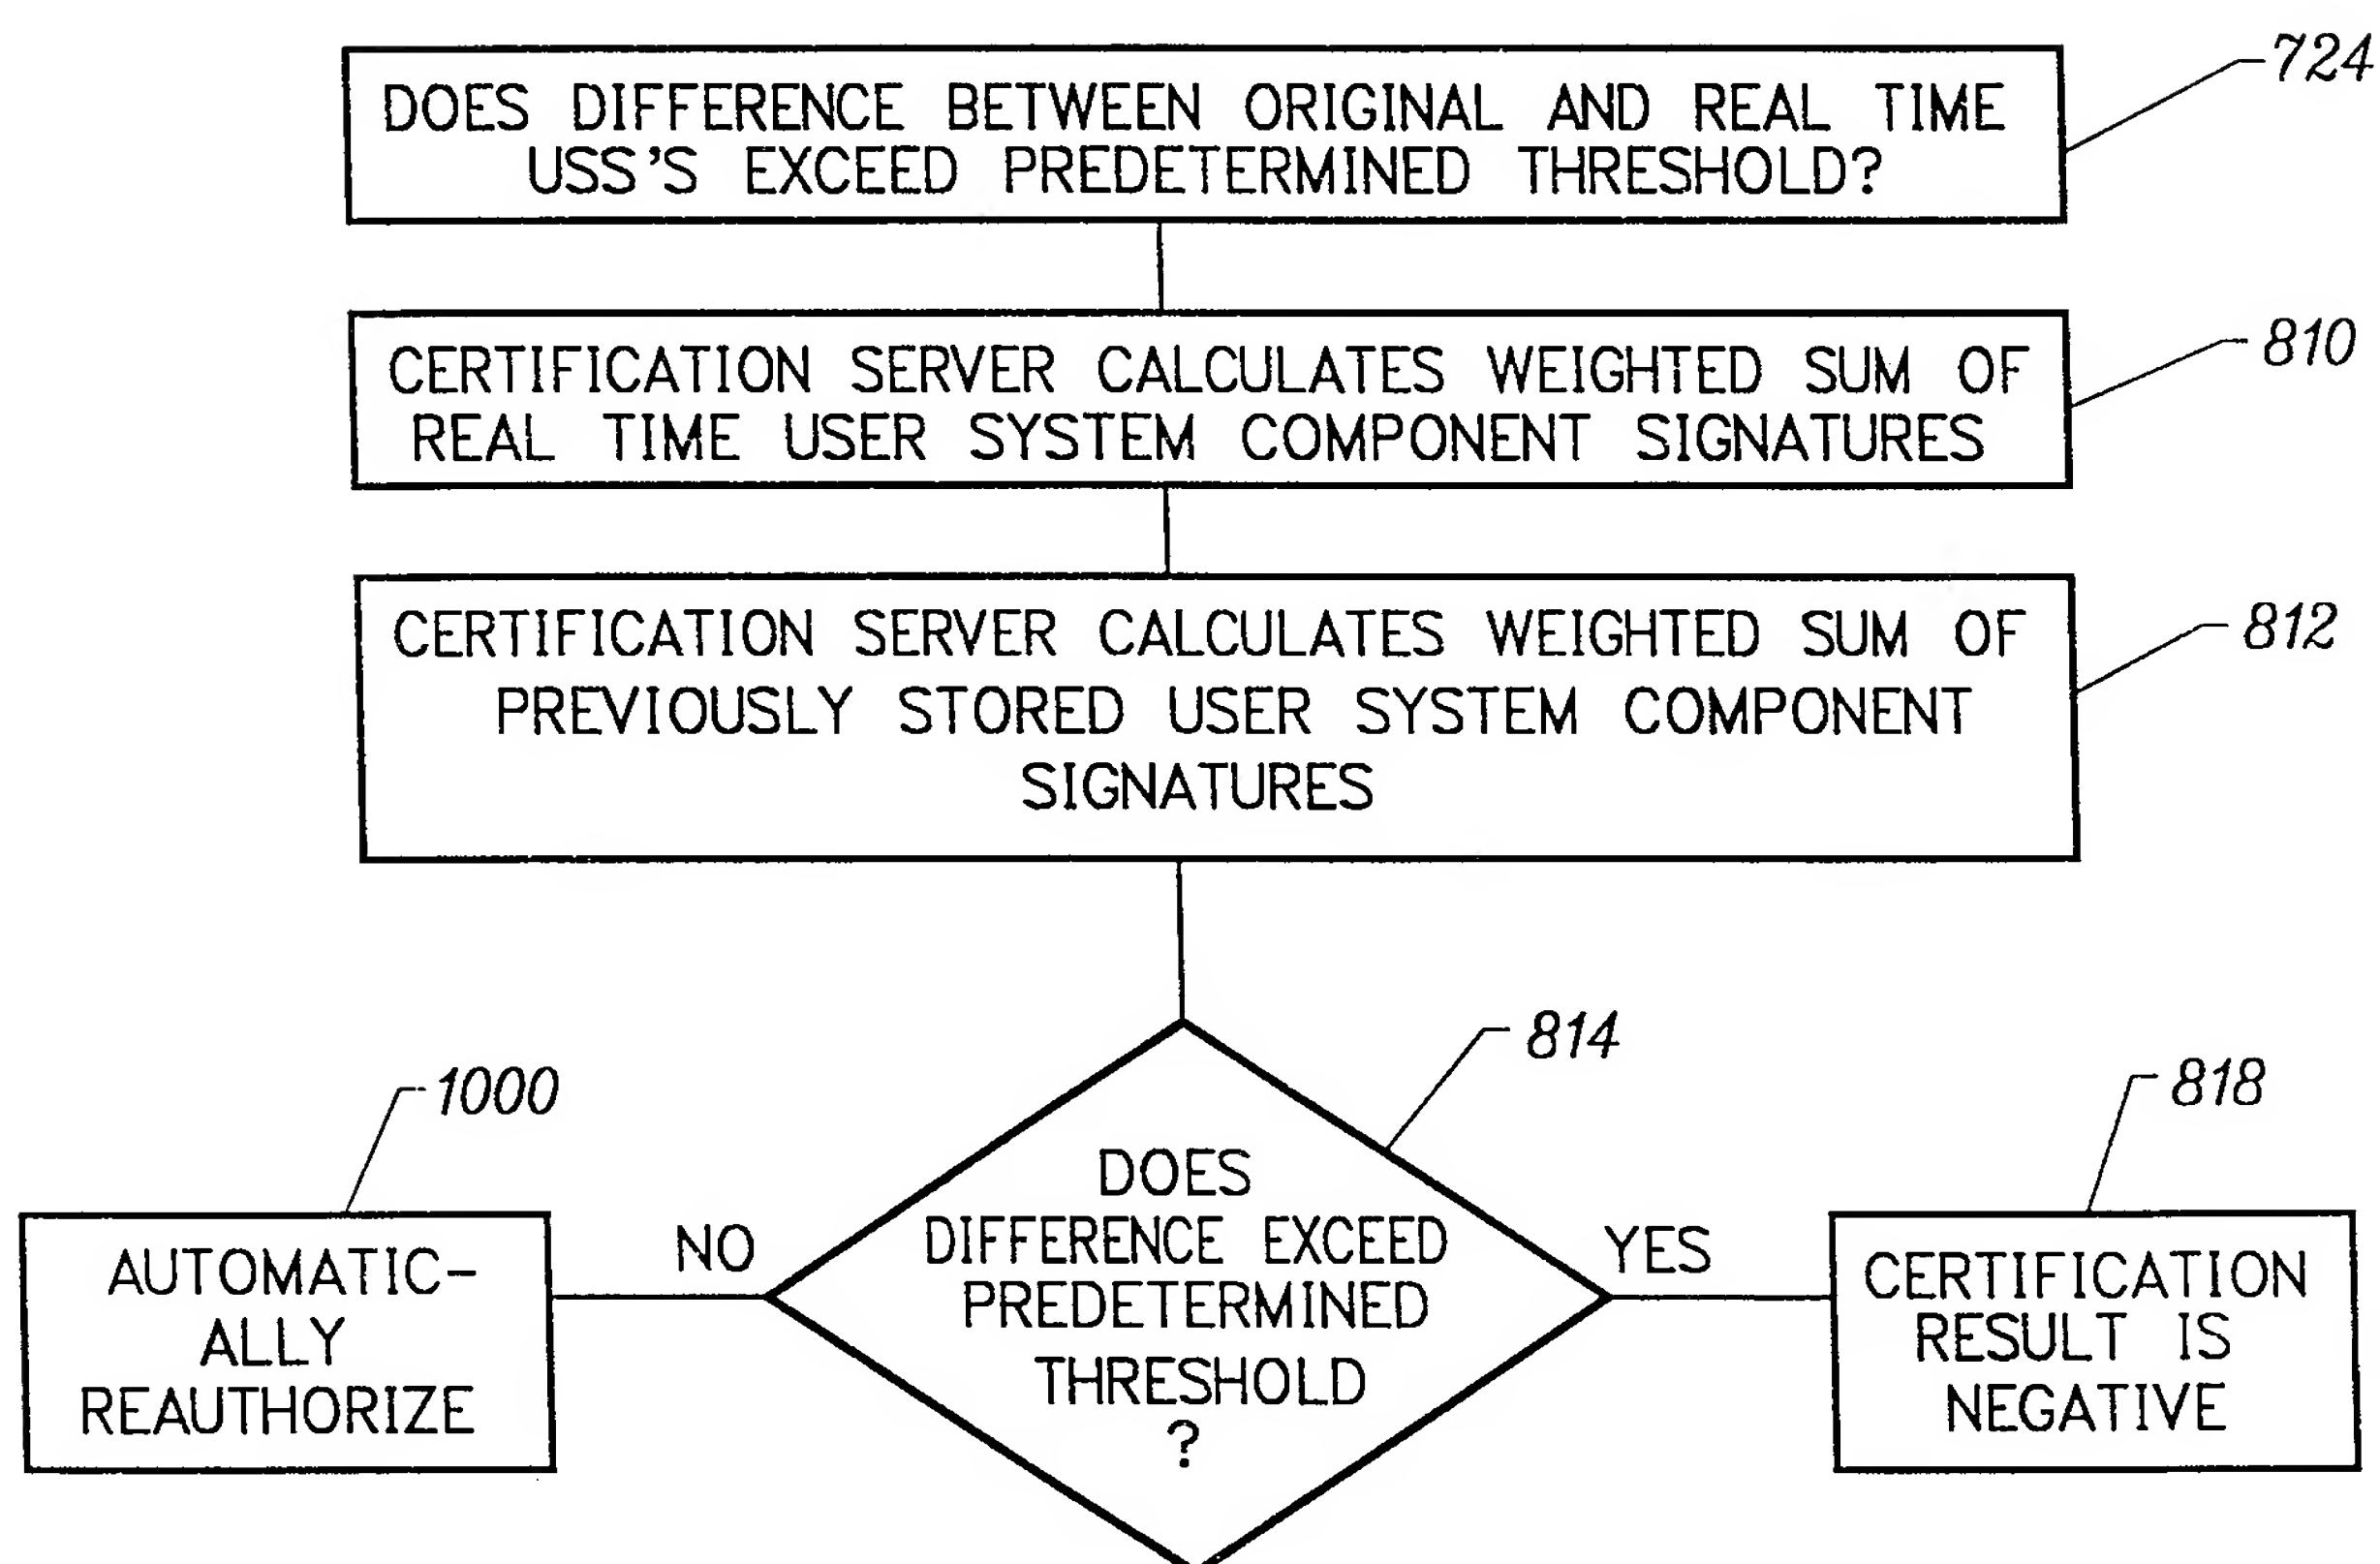 724
DOES DIFFERENCE BETWEEN ORIGINAL AND REAL TIME
USS'S EXCEED PREDETERMINED THRESHOLD?
810
CERTIFICATION SERVER CALCULATES WEIGHTED SUM OF
REAL TIME USER SYSTEM COMPONENT SIGNATURES
812
CERTIFICATION SERVER CALCULATES WEIGHTED SUM OF
PREVIOUSLY STORED USER SYSTEM COMPONENT
SIGNATURES
1000
AUTOMATIC-
ALLY
REAUTHORIZE
NO
814
DOES
DIFFERENCE EXCEED
PREDETERMINED
THRESHOLD
?
YES
818
CERTIFICATION
RESULT IS
NEGATIVE